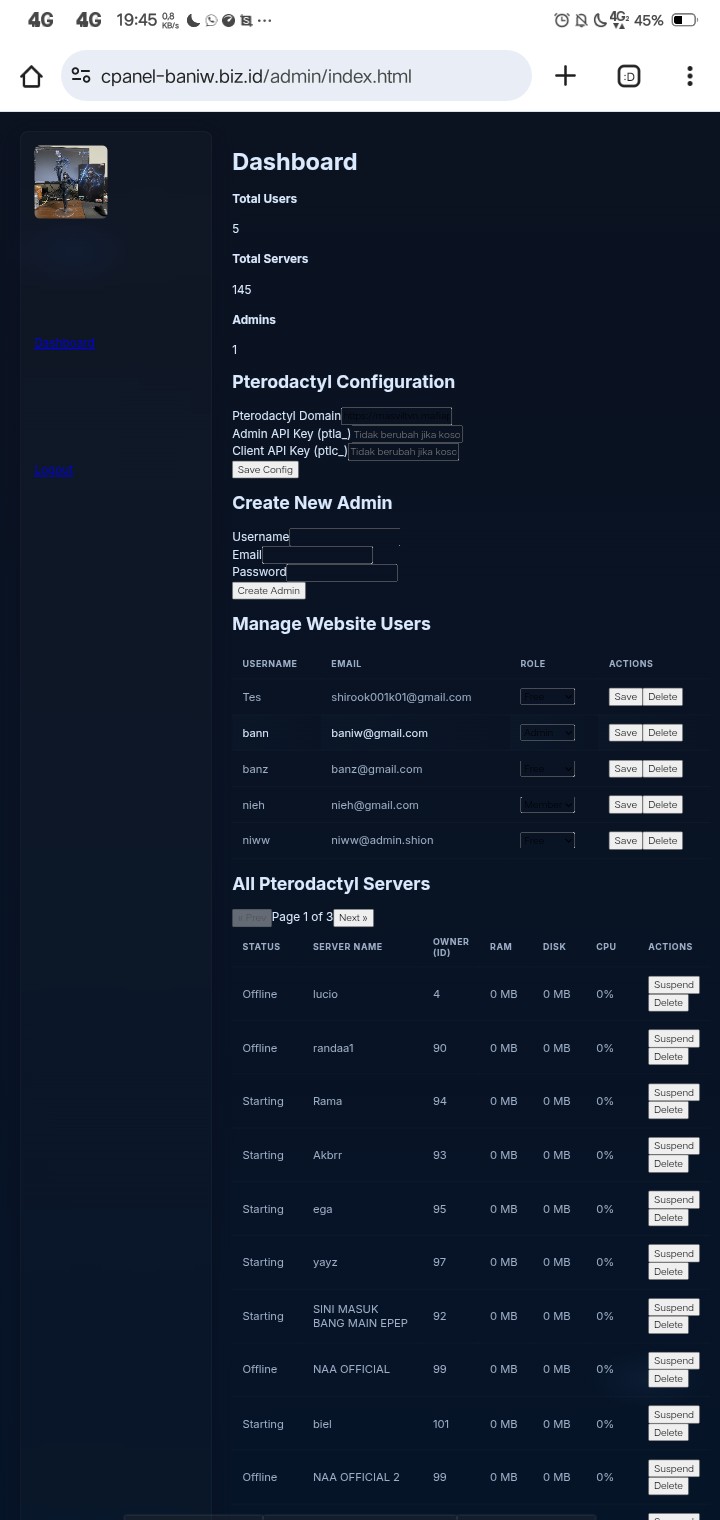 4G 4G 19:45 0,8 KB/s 4G 2 45%
cpanel-baniw.biz.id/admin/index.html :D
Dashboard
Total Users
5
Total Servers
145
Admins
1
Dashboard
Logout
Pterodactyl Configuration
Pterodactyl Domain
Admin API Key (ptla_) Tidak berubah jika koso
Client API Key (ptlc_) Tidak berubah jika kosc
Save Config
Create New Admin
Username
Email
Password
Create Admin
Manage Website Users
USERNAME EMAIL ROLE ACTIONS
Tes shirook001k01@gmail.com Save Delete
bann baniw@gmail.com Admin Save Delete
banz banz@gmail.com Save Delete
nieh nieh@gmail.com Member Save Delete
niww niww@admin.shion Save Delete
All Pterodactyl Servers
« Prev Page 1 of 3 Next »
STATUS SERVER NAME OWNER (ID) RAM DISK CPU ACTIONS
Offline lucio 4 0 MB 0 MB 0% Suspend Delete
Offline randaa1 90 0 MB 0 MB 0% Suspend Delete
Starting Rama 94 0 MB 0 MB 0% Suspend Delete
Starting Akbrr 93 0 MB 0 MB 0% Suspend Delete
Starting ega 95 0 MB 0 MB 0% Suspend Delete
Starting yayz 97 0 MB 0 MB 0% Suspend Delete
Starting SINI MASUK BANG MAIN EPEP 92 0 MB 0 MB 0% Suspend Delete
Offline NAA OFFICIAL 99 0 MB 0 MB 0% Suspend Delete
Starting biel 101 0 MB 0 MB 0% Suspend Delete
Offline NAA OFFICIAL 2 99 0 MB 0 MB 0% Suspend Delete